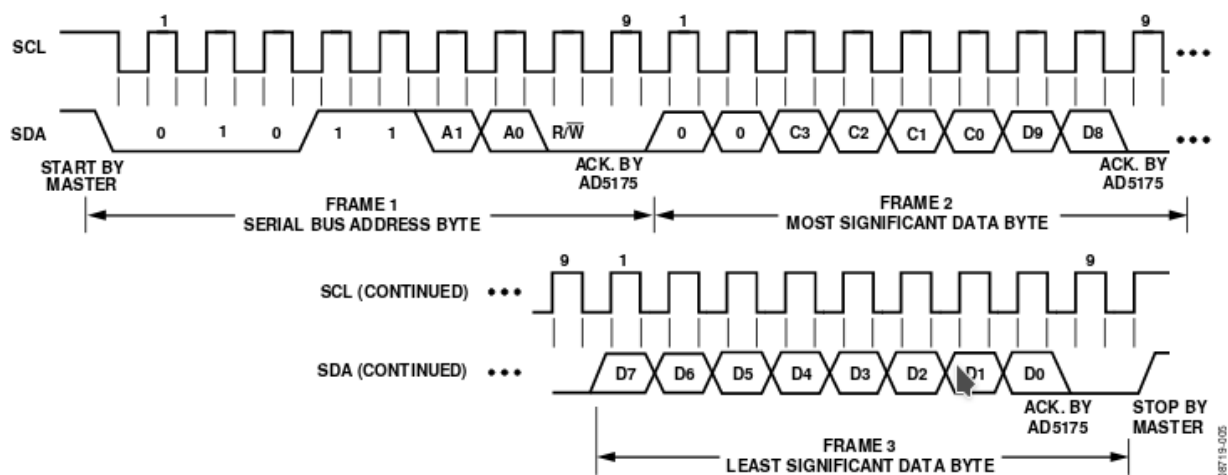 1 9 1 9
SCL
SDA 0 1 0 1 1 A1 A0 R/W 0 0 C3 C2 C1 C0 D9 D8
START BY
MASTER
ACK. BY
AD5175
ACK. BY
AD5175
FRAME 1
SERIAL BUS ADDRESS BYTE
FRAME 2
MOST SIGNIFICANT DATA BYTE
9 1 9
SCL (CONTINUED)
SDA (CONTINUED) D7 D6 D5 D4 D3 D2 D1 D0
ACK. BY
AD5175
STOP BY
MASTER
FRAME 3
LEAST SIGNIFICANT DATA BYTE
08719-005